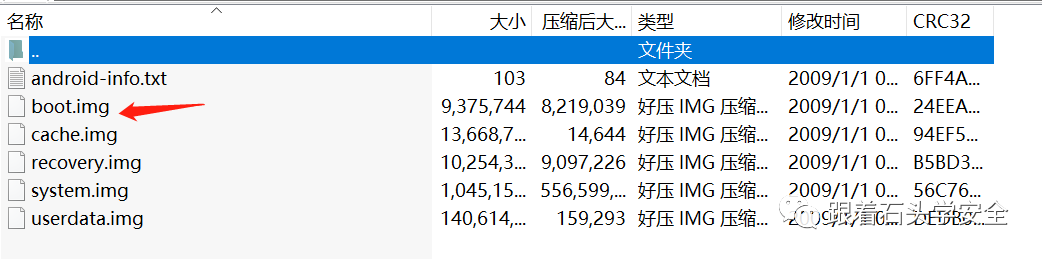 名称 大小 压缩后大... 类型 修改时间 CRC32
.. 文件夹
android-info.txt 103 84 文本文档 2009/1/1 0... 6FF4A...
boot.img 9,375,744 8,219,039 好压 IMG 压缩... 2009/1/1 0... 24EEA...
cache.img 13,668,7... 14,644 好压 IMG 压缩... 2009/1/1 0... 94EF5...
recovery.img 10,254,3... 9,097,226 好压 IMG 压缩... 2009/1/1 0... B5BD3...
system.img 1,045,15... 556,599,... 好压 IMG 压缩... 2009/1/1 0... 56C76...
userdata.img 140,614,... 159,293 好压 IMG 压缩... 2009/1/1 0...
跟着石头学安全